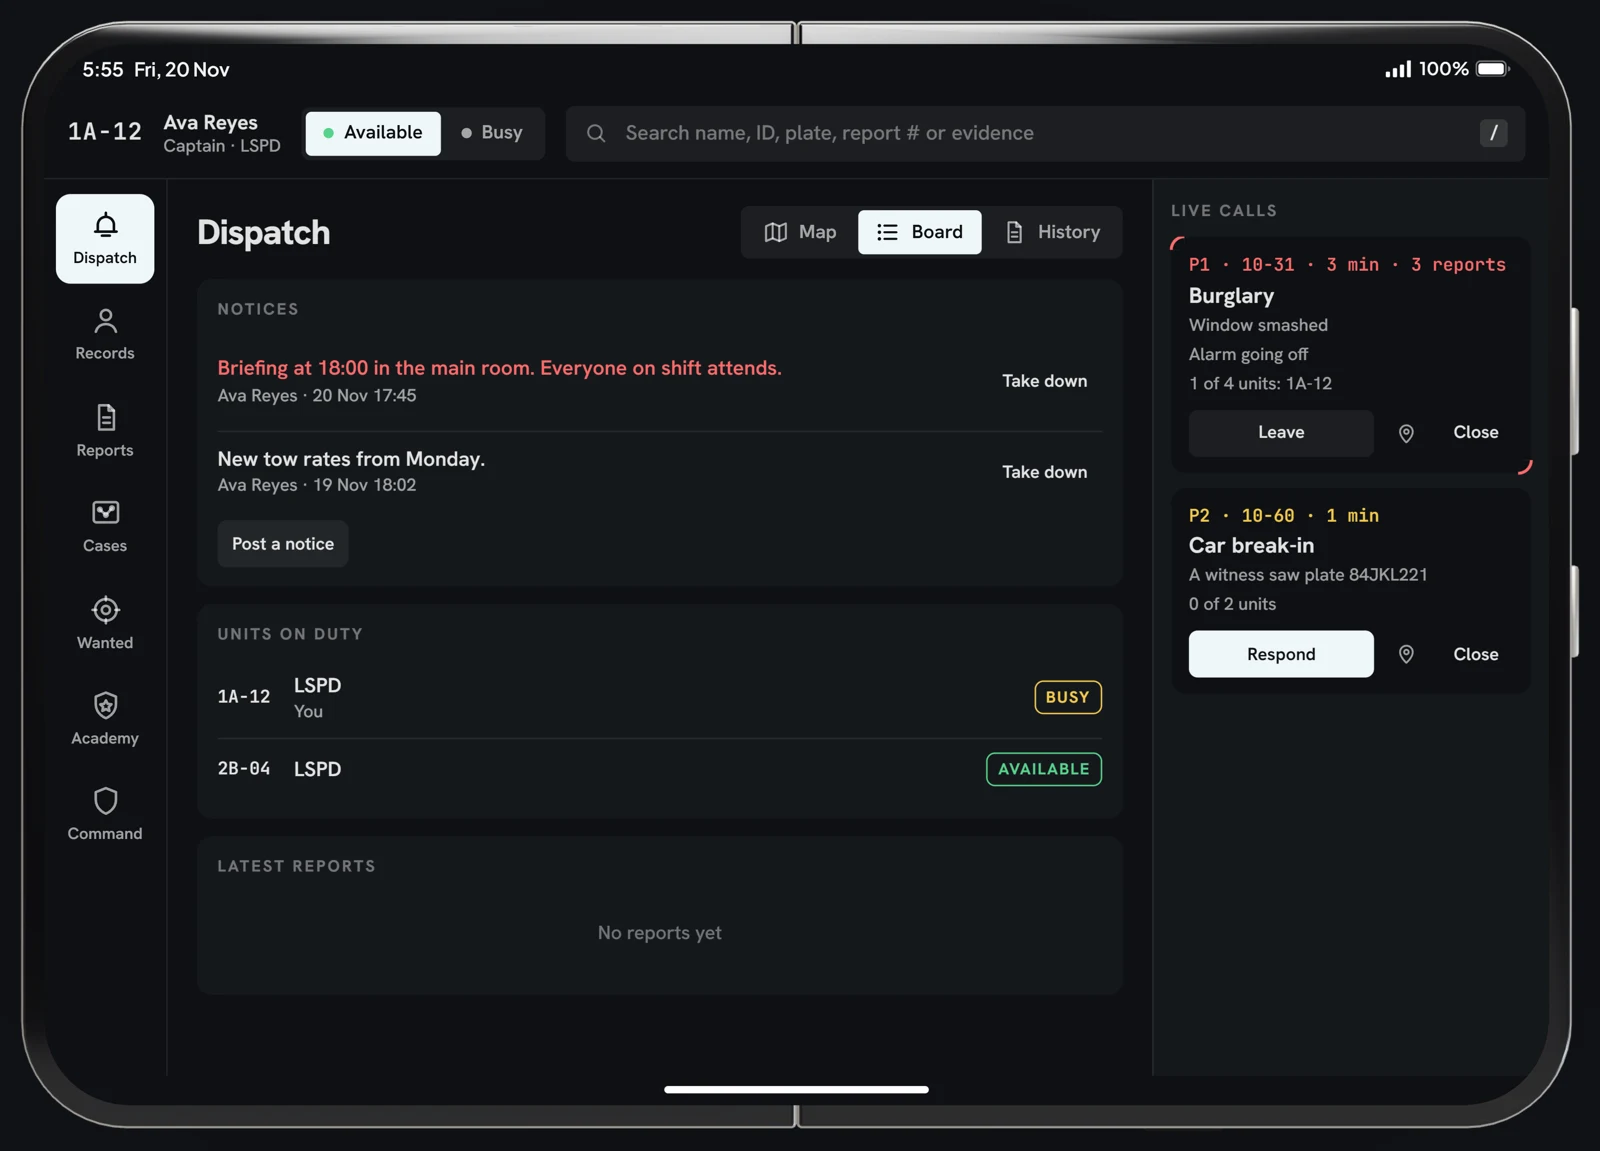 5:55 Fri, 20 Nov
100%
1A-12
Ava Reyes
Captain · LSPD
Available
Busy
Search name, ID, plate, report # or evidence
/
Dispatch
Records
Reports
Cases
Wanted
Academy
Command
Dispatch
Map
Board
History
NOTICES
Briefing at 18:00 in the main room. Everyone on shift attends.
Ava Reyes · 20 Nov 17:45
Take down
New tow rates from Monday.
Ava Reyes · 19 Nov 18:02
Take down
Post a notice
UNITS ON DUTY
1A-12
LSPD
You
BUSY
2B-04
LSPD
AVAILABLE
LATEST REPORTS
No reports yet
LIVE CALLS
P1 · 10-31 · 3 min · 3 reports
Burglary
Window smashed
Alarm going off
1 of 4 units: 1A-12
Leave
Close
P2 · 10-60 · 1 min
Car break-in
A witness saw plate 84JKL221
0 of 2 units
Respond
Close